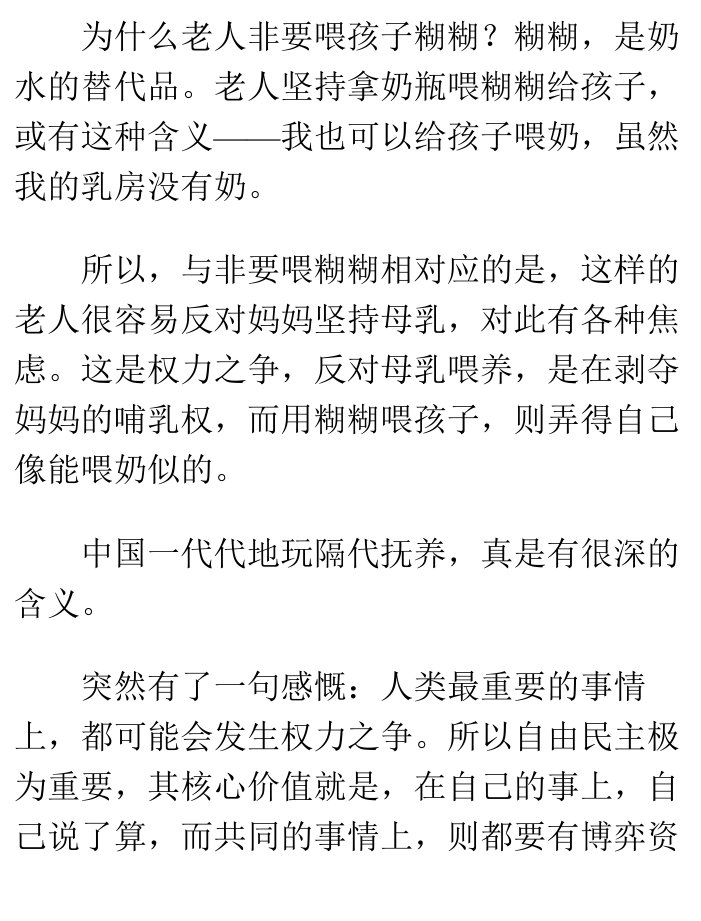 为什么老人非要喂孩子糊糊？糊糊，是奶
水的替代品。老人坚持拿奶瓶喂糊糊给孩子，
或有这种含义——我也可以给孩子喂奶，虽然
我的乳房没有奶。
所以，与非要喂糊糊相对应的是，这样的
老人很容易反对妈妈坚持母乳，对此有各种焦
虑。这是权力之争，反对母乳喂养，是在剥夺
妈妈的哺乳权，而用糊糊喂孩子，则弄得自己
像能喂奶似的。
中国一代代地玩隔代抚养，真是有很深的
含义。
突然有了一句感慨：人类最重要的事情
上，都可能会发生权力之争。所以自由民主极
为重要，其核心价值就是，在自己的事上，自
己说了算，而共同的事情上，则都要有博弈资